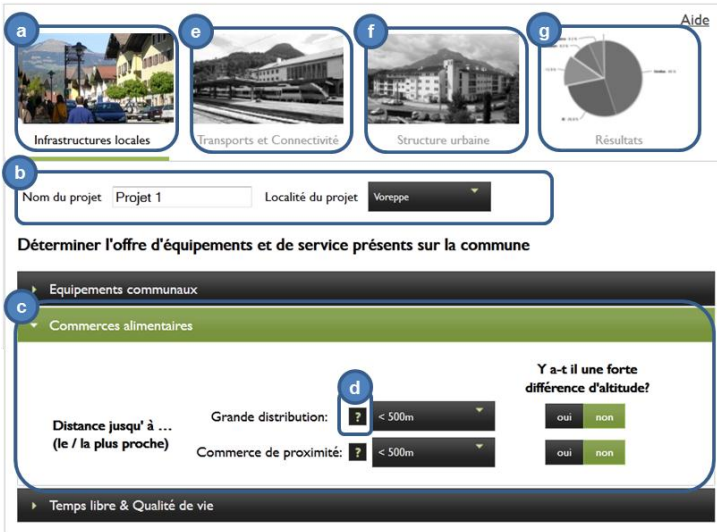 a
e
f
g
Aide
Infrastructures locales
Transports et Connectivité
Structure urbaine
Résultats
b
Nom du projet Projet 1 Localité du projet Voreppe
Déterminer l'offre d'équipements et de service présents sur la commune
Equipements communaux
c
Commerces alimentaires
Y a-t il une forte
différence d'altitude?
d
Distance jusqu' à ...
(le / la plus proche)
Grande distribution: ? < 500m oui non
Commerce de proximité: ? < 500m oui non
Temps libre & Qualité de vie